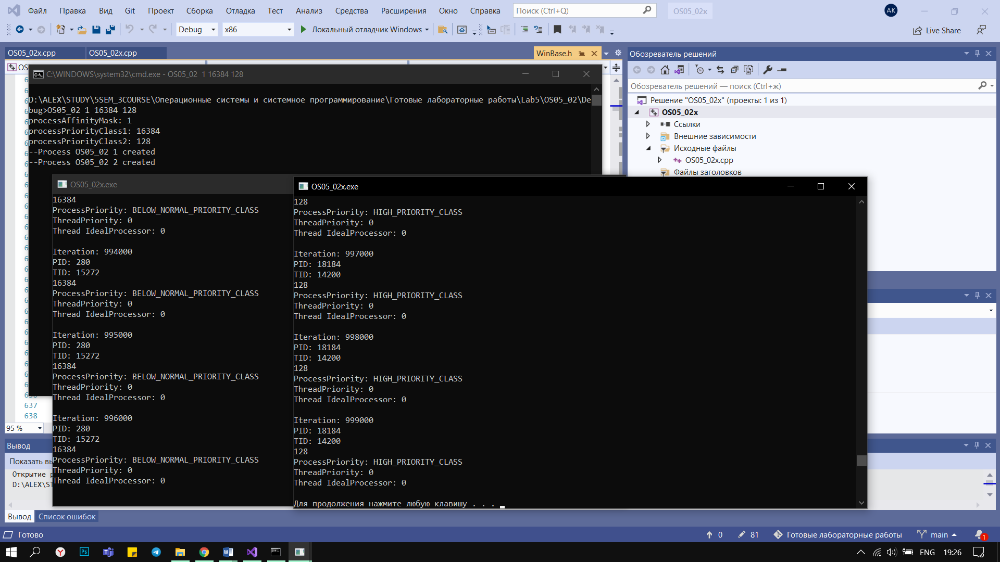 Файл Правка Вид Git Проект Сборка Отладка Тест Анализ Средства Расширения Окно Справка Поиск (Ctrl+Q) OS05_02x AK
Debug x86 Локальный отладчик Windows Live Share
OS05_02x.cpp OS05_02x.cpp WinBase.h
Обозреватель решений
OS
C:\WINDOWS\system32\cmd.exe - OS05_02 1 16384 128
D:\ALEX\STUDY\5SEM_3COURSE\Операционные системы и системное программирование\Готовые лабораторные работы\Lab5\OS05_02\De
bug>OS05_02 1 16384 128
processAffinityMask: 1
processPriorityClass1: 16384
processPriorityClass2: 128
--Process OS05_02 1 created
--Process OS05_02 2 created
Обозреватель решений — поиск (Ctrl+ж)
Решение "OS05_02x" (проекты: 1 из 1)
OS05_02x
Ссылки
Внешние зависимости
Исходные файлы
OS05_02x.cpp
Файлы заголовков
OS05_02x.exe
16384
ProcessPriority: BELOW_NORMAL_PRIORITY_CLASS
ThreadPriority: 0
Thread IdealProcessor: 0
Iteration: 994000
PID: 280
TID: 15272
16384
ProcessPriority: BELOW_NORMAL_PRIORITY_CLASS
ThreadPriority: 0
Thread IdealProcessor: 0
Iteration: 995000
PID: 280
TID: 15272
16384
ProcessPriority: BELOW_NORMAL_PRIORITY_CLASS
ThreadPriority: 0
Thread IdealProcessor: 0
Iteration: 996000
PID: 280
TID: 15272
16384
ProcessPriority: BELOW_NORMAL_PRIORITY_CLASS
ThreadPriority: 0
Thread IdealProcessor: 0
OS05_02x.exe
128
ProcessPriority: HIGH_PRIORITY_CLASS
ThreadPriority: 0
Thread IdealProcessor: 0
Iteration: 997000
PID: 18184
TID: 14200
128
ProcessPriority: HIGH_PRIORITY_CLASS
ThreadPriority: 0
Thread IdealProcessor: 0
Iteration: 998000
PID: 18184
TID: 14200
128
ProcessPriority: HIGH_PRIORITY_CLASS
ThreadPriority: 0
Thread IdealProcessor: 0
Iteration: 999000
PID: 18184
TID: 14200
128
ProcessPriority: HIGH_PRIORITY_CLASS
ThreadPriority: 0
Thread IdealProcessor: 0
Для продолжения нажмите любую клавишу . . .
637
638
95 %
Вывод
Показать вы
Открытие
D:\ALEX\ST
Вывод Список ошибок
Готово 0 81 Готовые лабораторные работы main 1
ENG 19:26